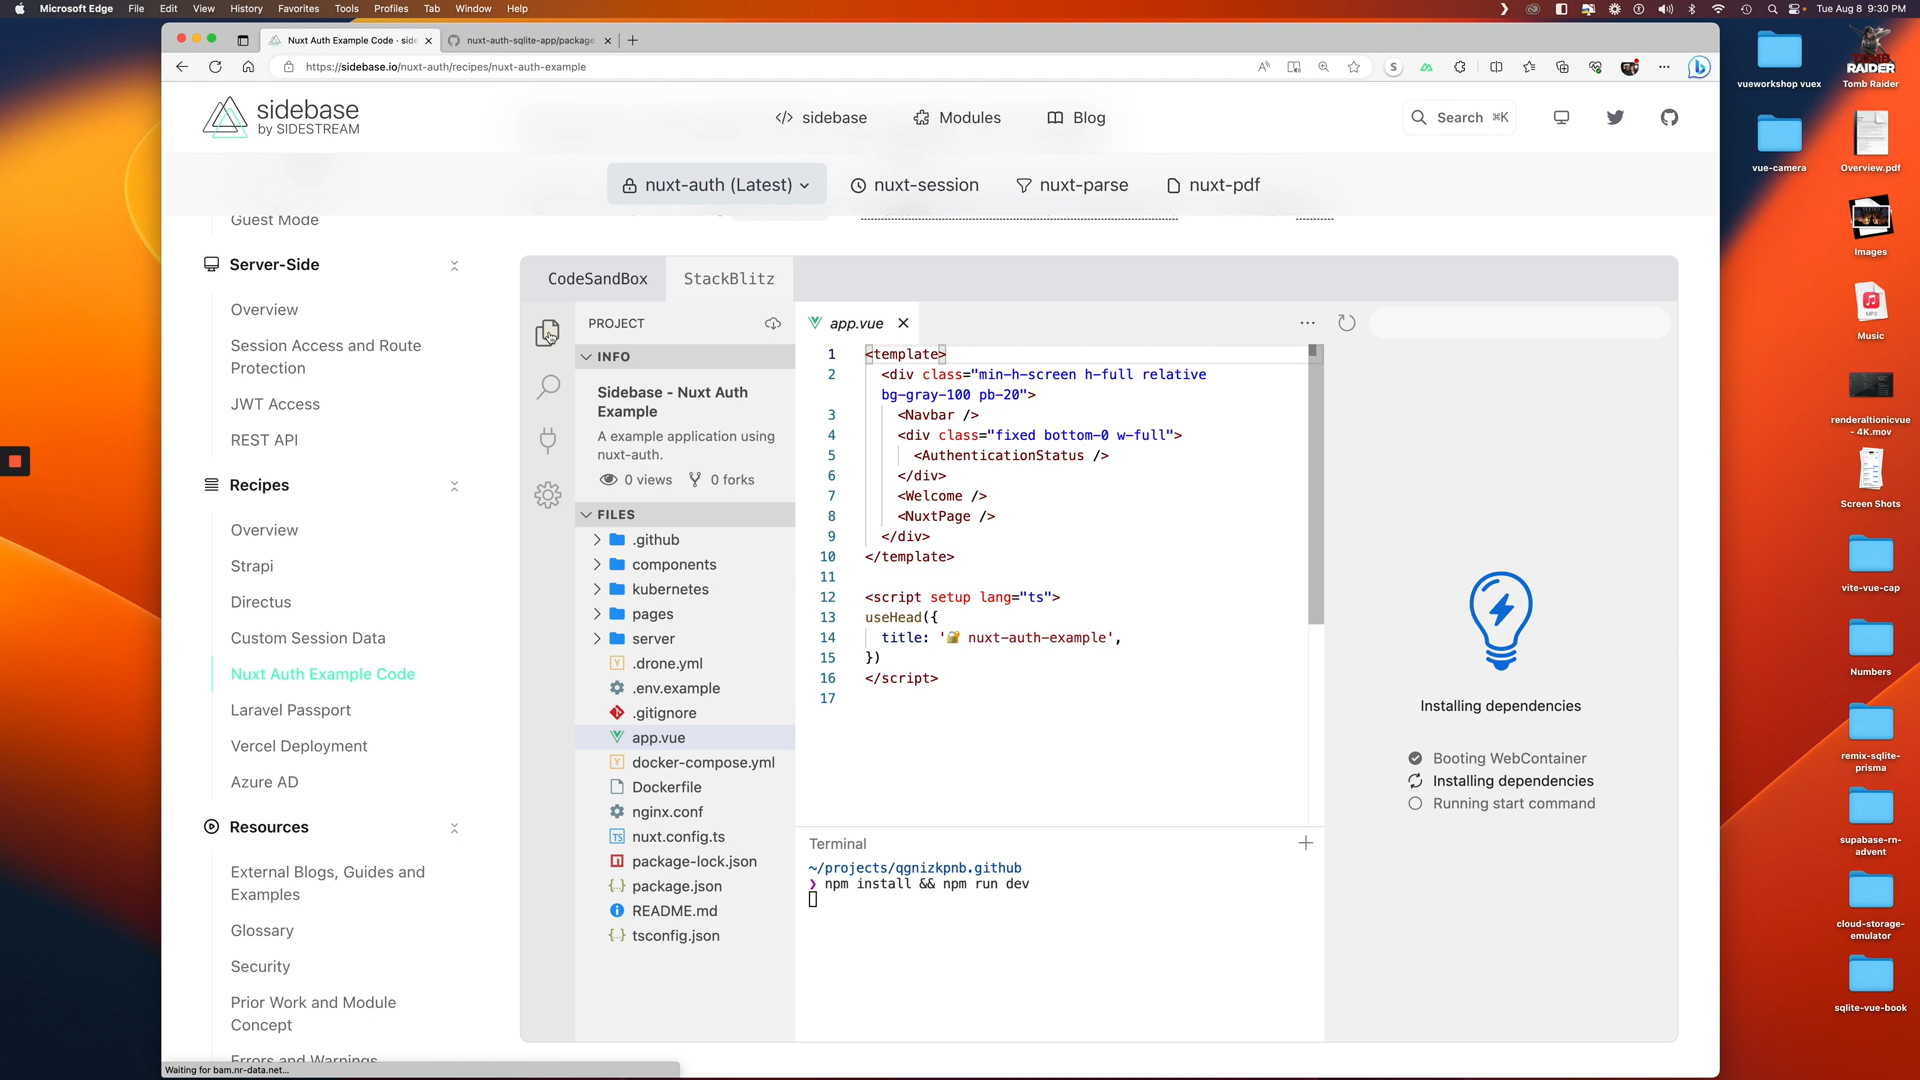 Microsoft Edge File Edit View History Favorites Tools Profiles Tab Window Help
Tue Aug 8 9:30 PM
Nuxt Auth Example Code · side
nuxt-auth-sqlite-app/package.
https://sidebase.io/nuxt-auth/recipes/nuxt-auth-example
sidebase
by SIDESTREAM
</> sidebase
Modules
Blog
Search ⌘K
nuxt-auth (Latest)
nuxt-session
nuxt-parse
nuxt-pdf
Guest Mode
Server-Side
Overview
Session Access and Route
Protection
JWT Access
REST API
Recipes
Overview
Strapi
Directus
Custom Session Data
Nuxt Auth Example Code
Laravel Passport
Vercel Deployment
Azure AD
Resources
External Blogs, Guides and
Examples
Glossary
Security
Prior Work and Module
Concept
Errors and Warnings
Waiting for bam.nr-data.net...
CodeSandBox
StackBlitz
PROJECT
INFO
Sidebase - Nuxt Auth
Example
A example application using
nuxt-auth.
0 views 0 forks
FILES
.github
components
kubernetes
pages
server
.drone.yml
.env.example
.gitignore
app.vue
docker-compose.yml
Dockerfile
nginx.conf
nuxt.config.ts
package-lock.json
package.json
README.md
tsconfig.json
app.vue
1 <template>
2 <div class="min-h-screen h-full relative
bg-gray-100 pb-20">
3 <Navbar />
4 <div class="fixed bottom-0 w-full">
5 <AuthenticationStatus />
6 </div>
7 <Welcome />
8 <NuxtPage />
9 </div>
10 </template>
11
12 <script setup lang="ts">
13 useHead({
14 title: '🔐 nuxt-auth-example',
15 })
16 </script>
17
Terminal
~/projects/qgnizkpnb.github
❯ npm install && npm run dev
Installing dependencies
Booting WebContainer
Installing dependencies
Running start command
vueworkshop vuex
vue-camera
TOMB
RAIDER
Tomb Raider
Overview.pdf
Images
MP3
Music
renderaltionicvue
- 4K.mov
Screen Shots
vite-vue-cap
Numbers
remix-sqlite-
prisma
supabase-rn-
advent
cloud-storage-
emulator
sqlite-vue-book